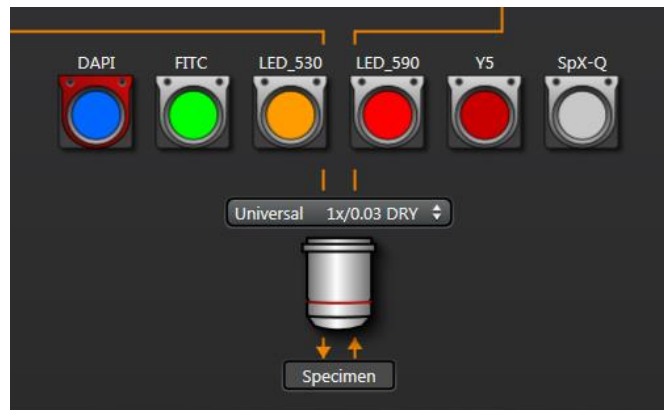 DAPI FITC LED_530 LED_590 Y5 SpX-Q
Universal 1x/0.03 DRY
Specimen